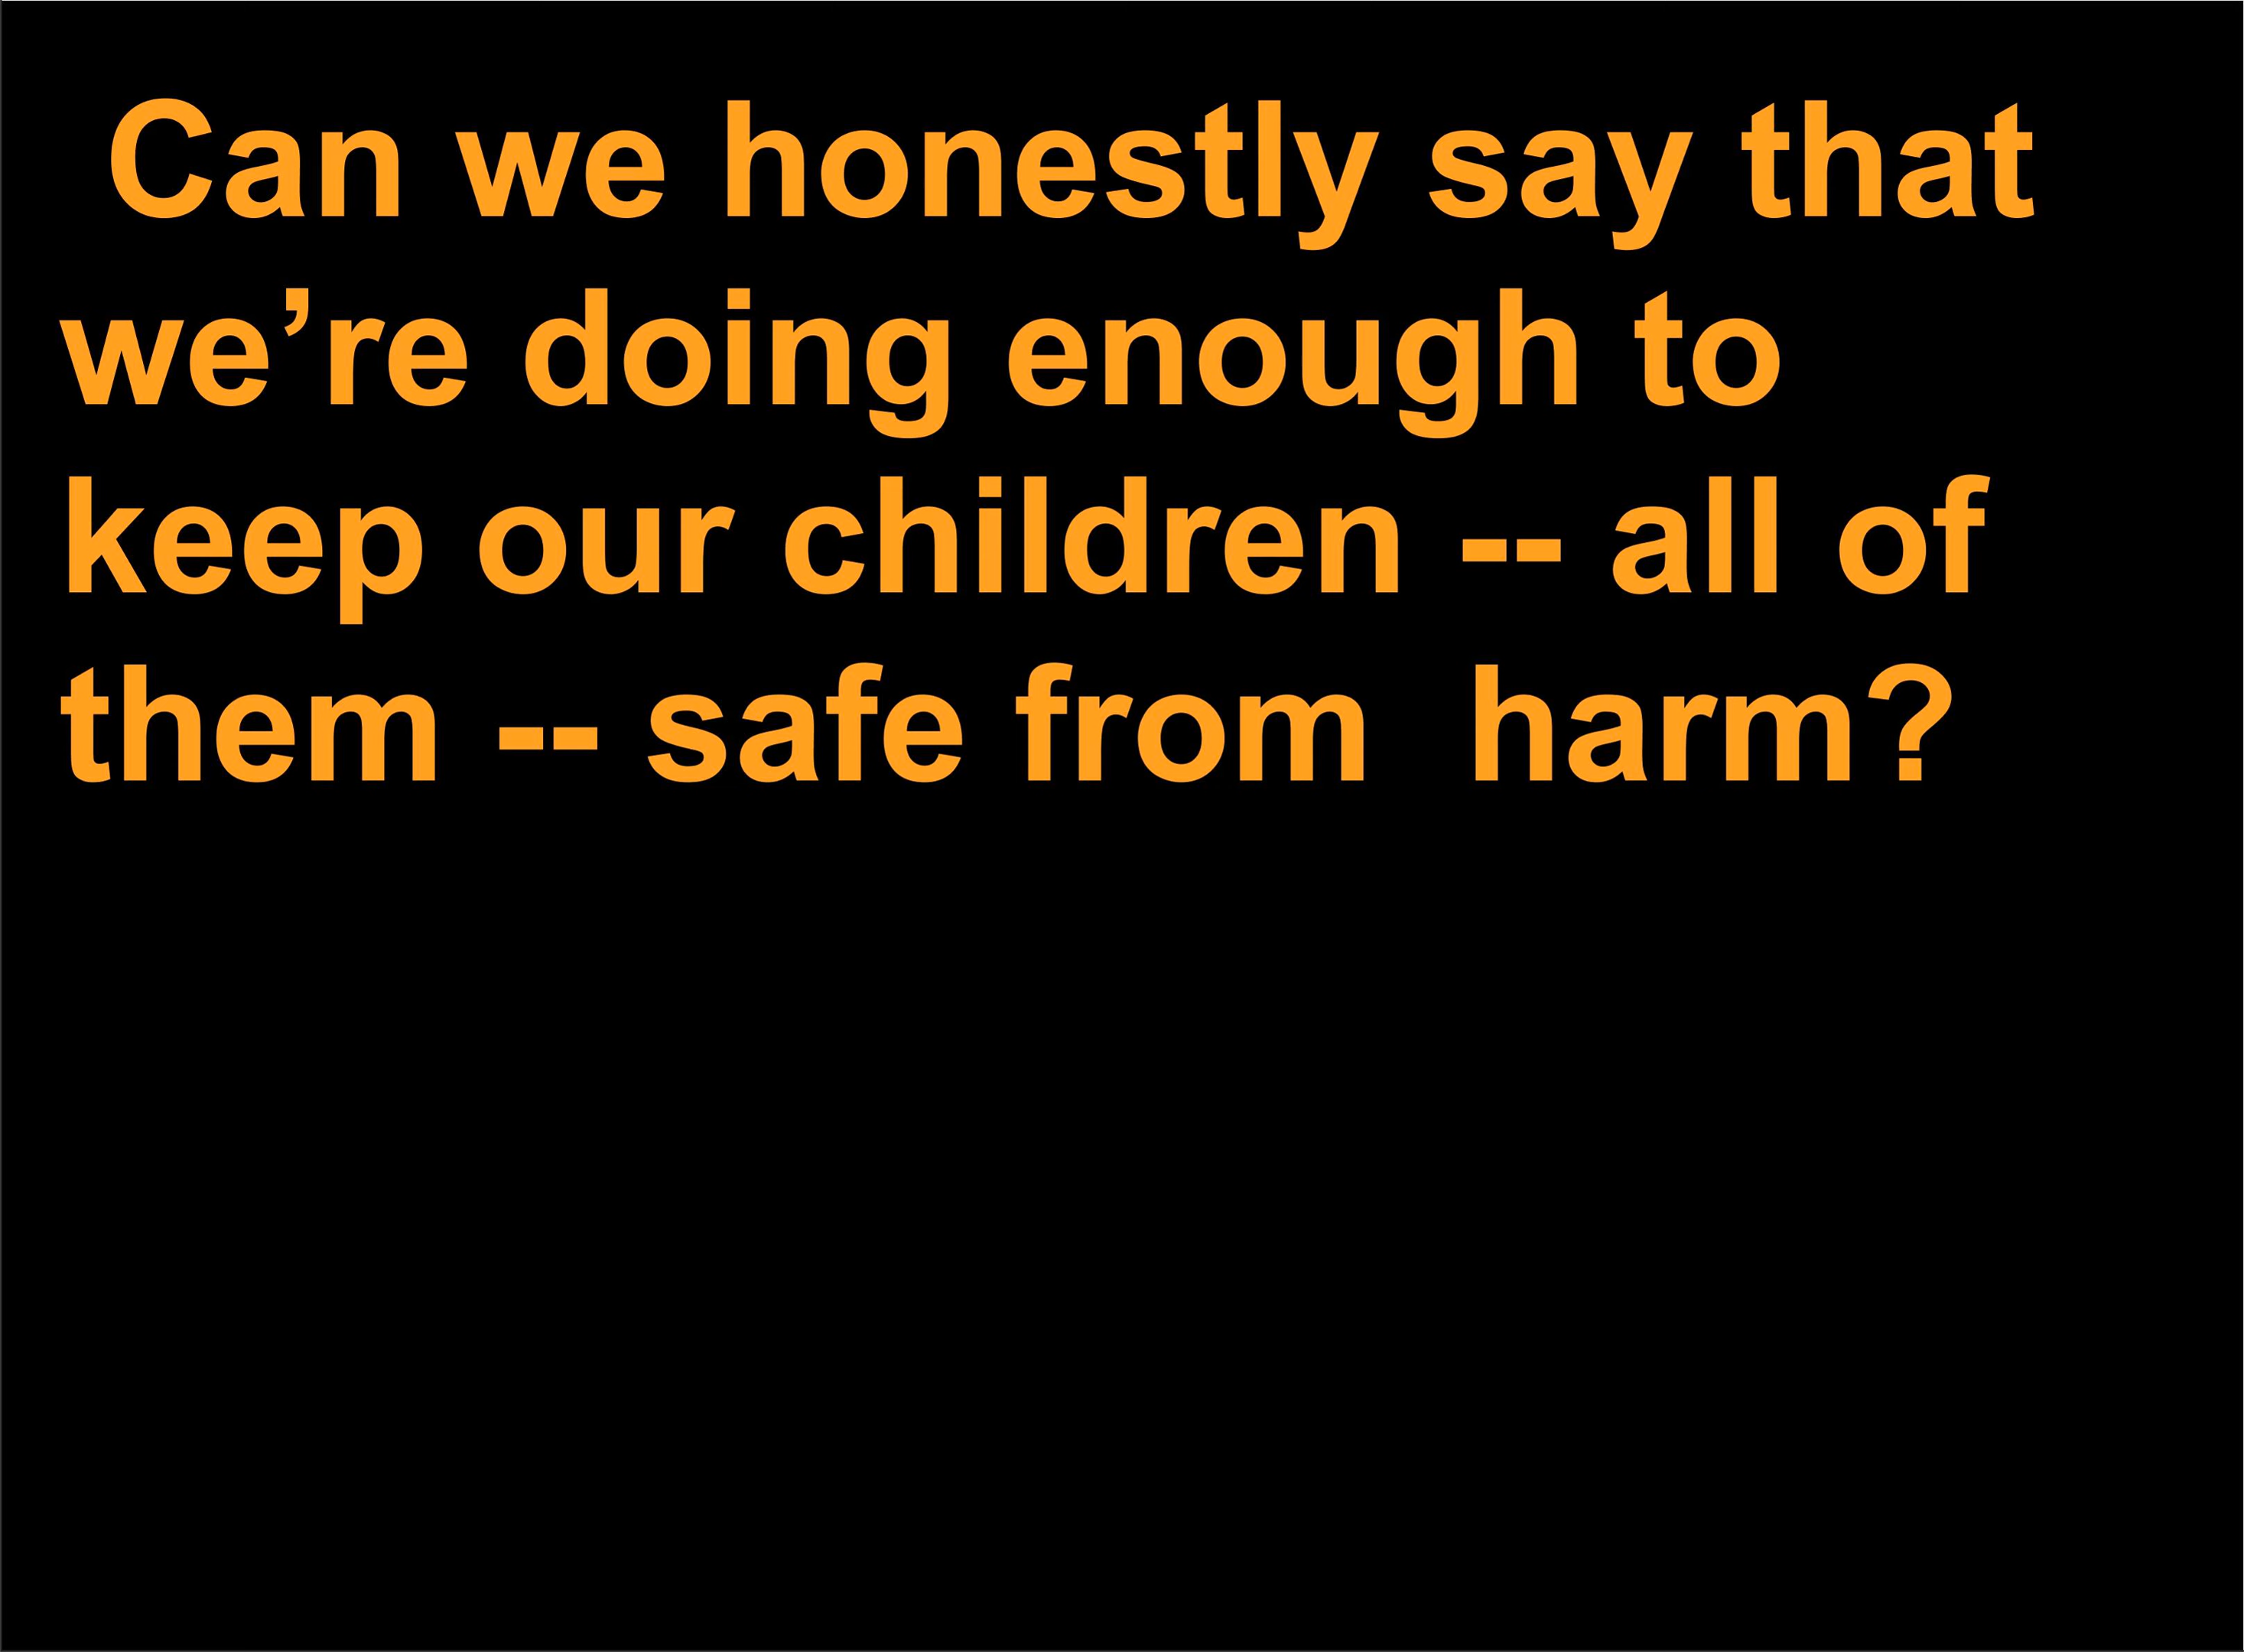 Can we honestly say that
we’re doing enough to
keep our children -- all of
them -- safe from  harm?